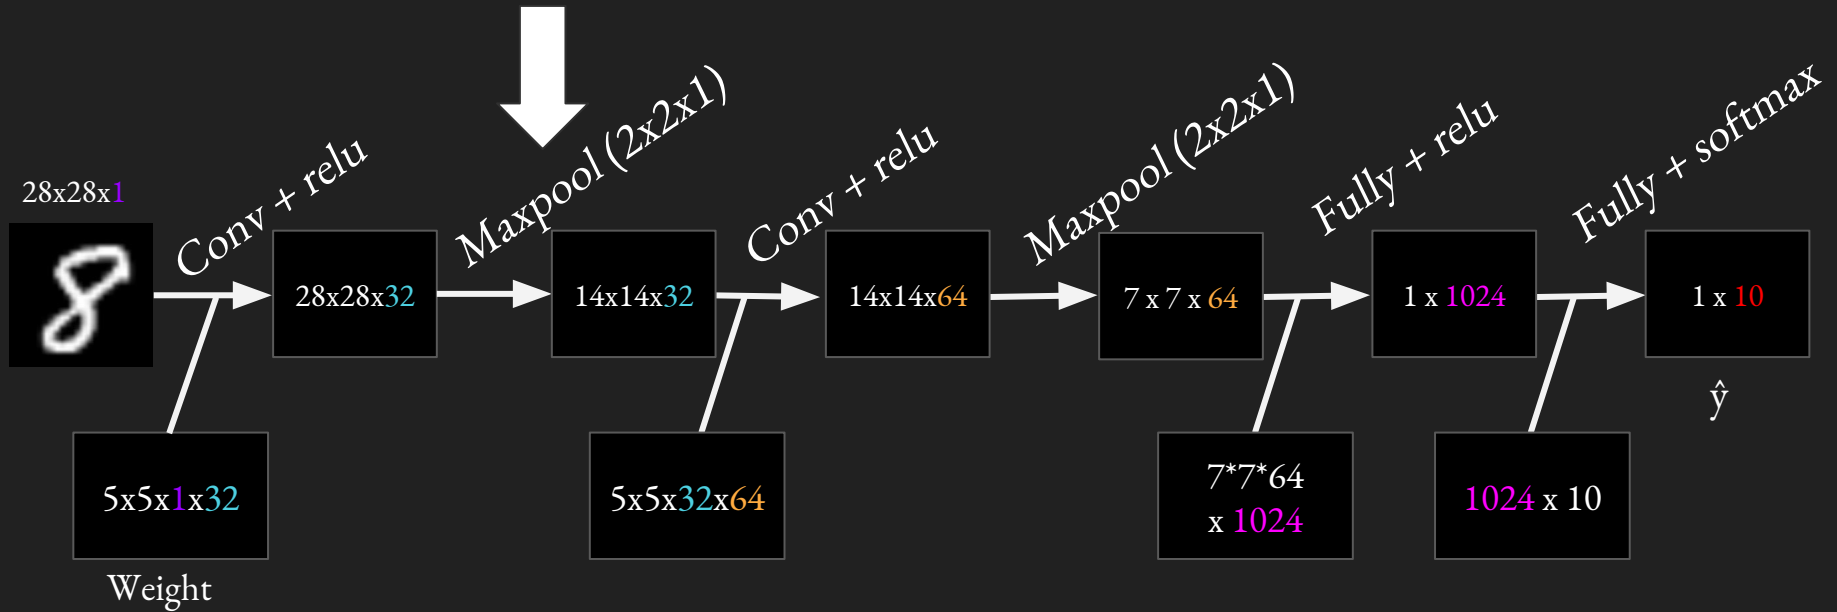 28x28x1
Conv + relu
Maxpool (2x2x1)
Conv + relu
Maxpool (2x2x1)
Fully + relu
Fully + softmax
8
28x28x32
14x14x32
14x14x64
7 x 7 x 64
1 x 1024
1 x 10
ŷ
5x5x1x32
5x5x32x64
7*7*64
x 1024
1024 x 10
Weight